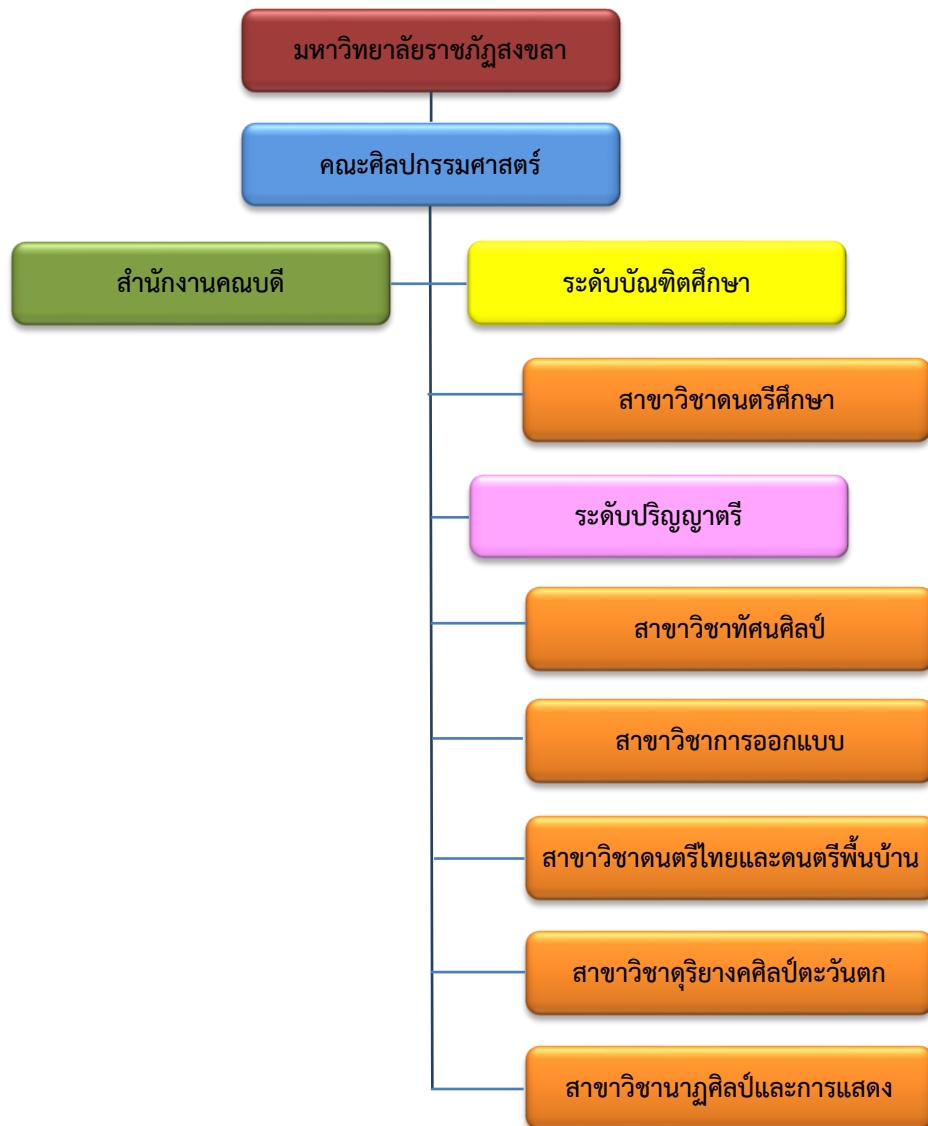 มหาวิทยาลัยราชภัฏสงขลา
คณะศิลปกรรมศาสตร์
สำนักงานคณบดี
ระดับบัณฑิตศึกษา
สาขาวิชาดนตรีศึกษา
ระดับปริญญาตรี
สาขาวิชาทัศนศิลป์
สาขาวิชาการออกแบบ
สาขาวิชาดนตรีไทยและดนตรีพื้นบ้าน
สาขาวิชาดุริยางคศิลป์ตะวันตก
สาขาวิชานาฏศิลป์และการแสดง